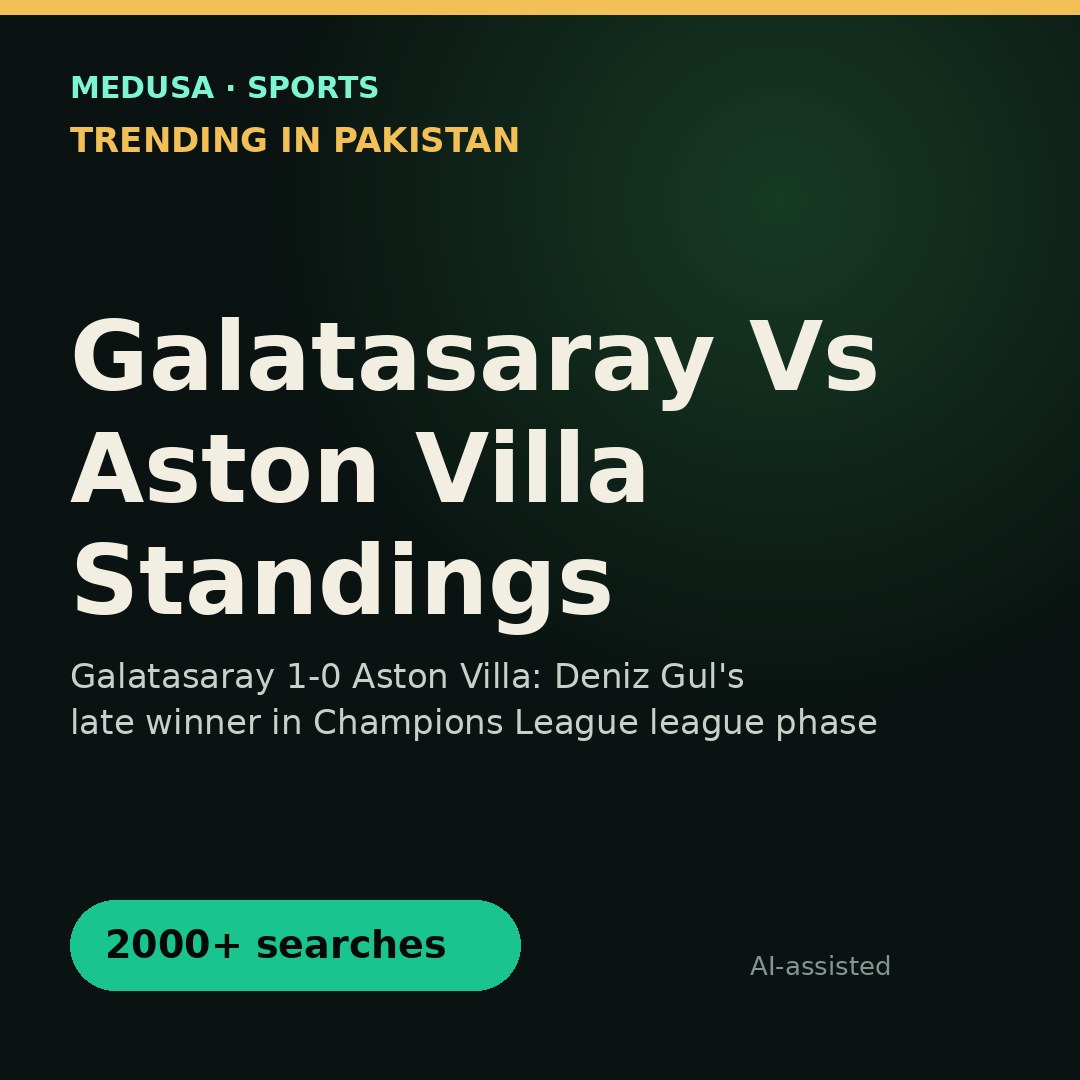 MEDUSA · SPORTS
TRENDING IN PAKISTAN
Galatasaray Vs
Aston Villa
Standings
Galatasaray 1-0 Aston Villa: Deniz Gul's
late winner in Champions League league phase
2000+ searches
AI-assisted